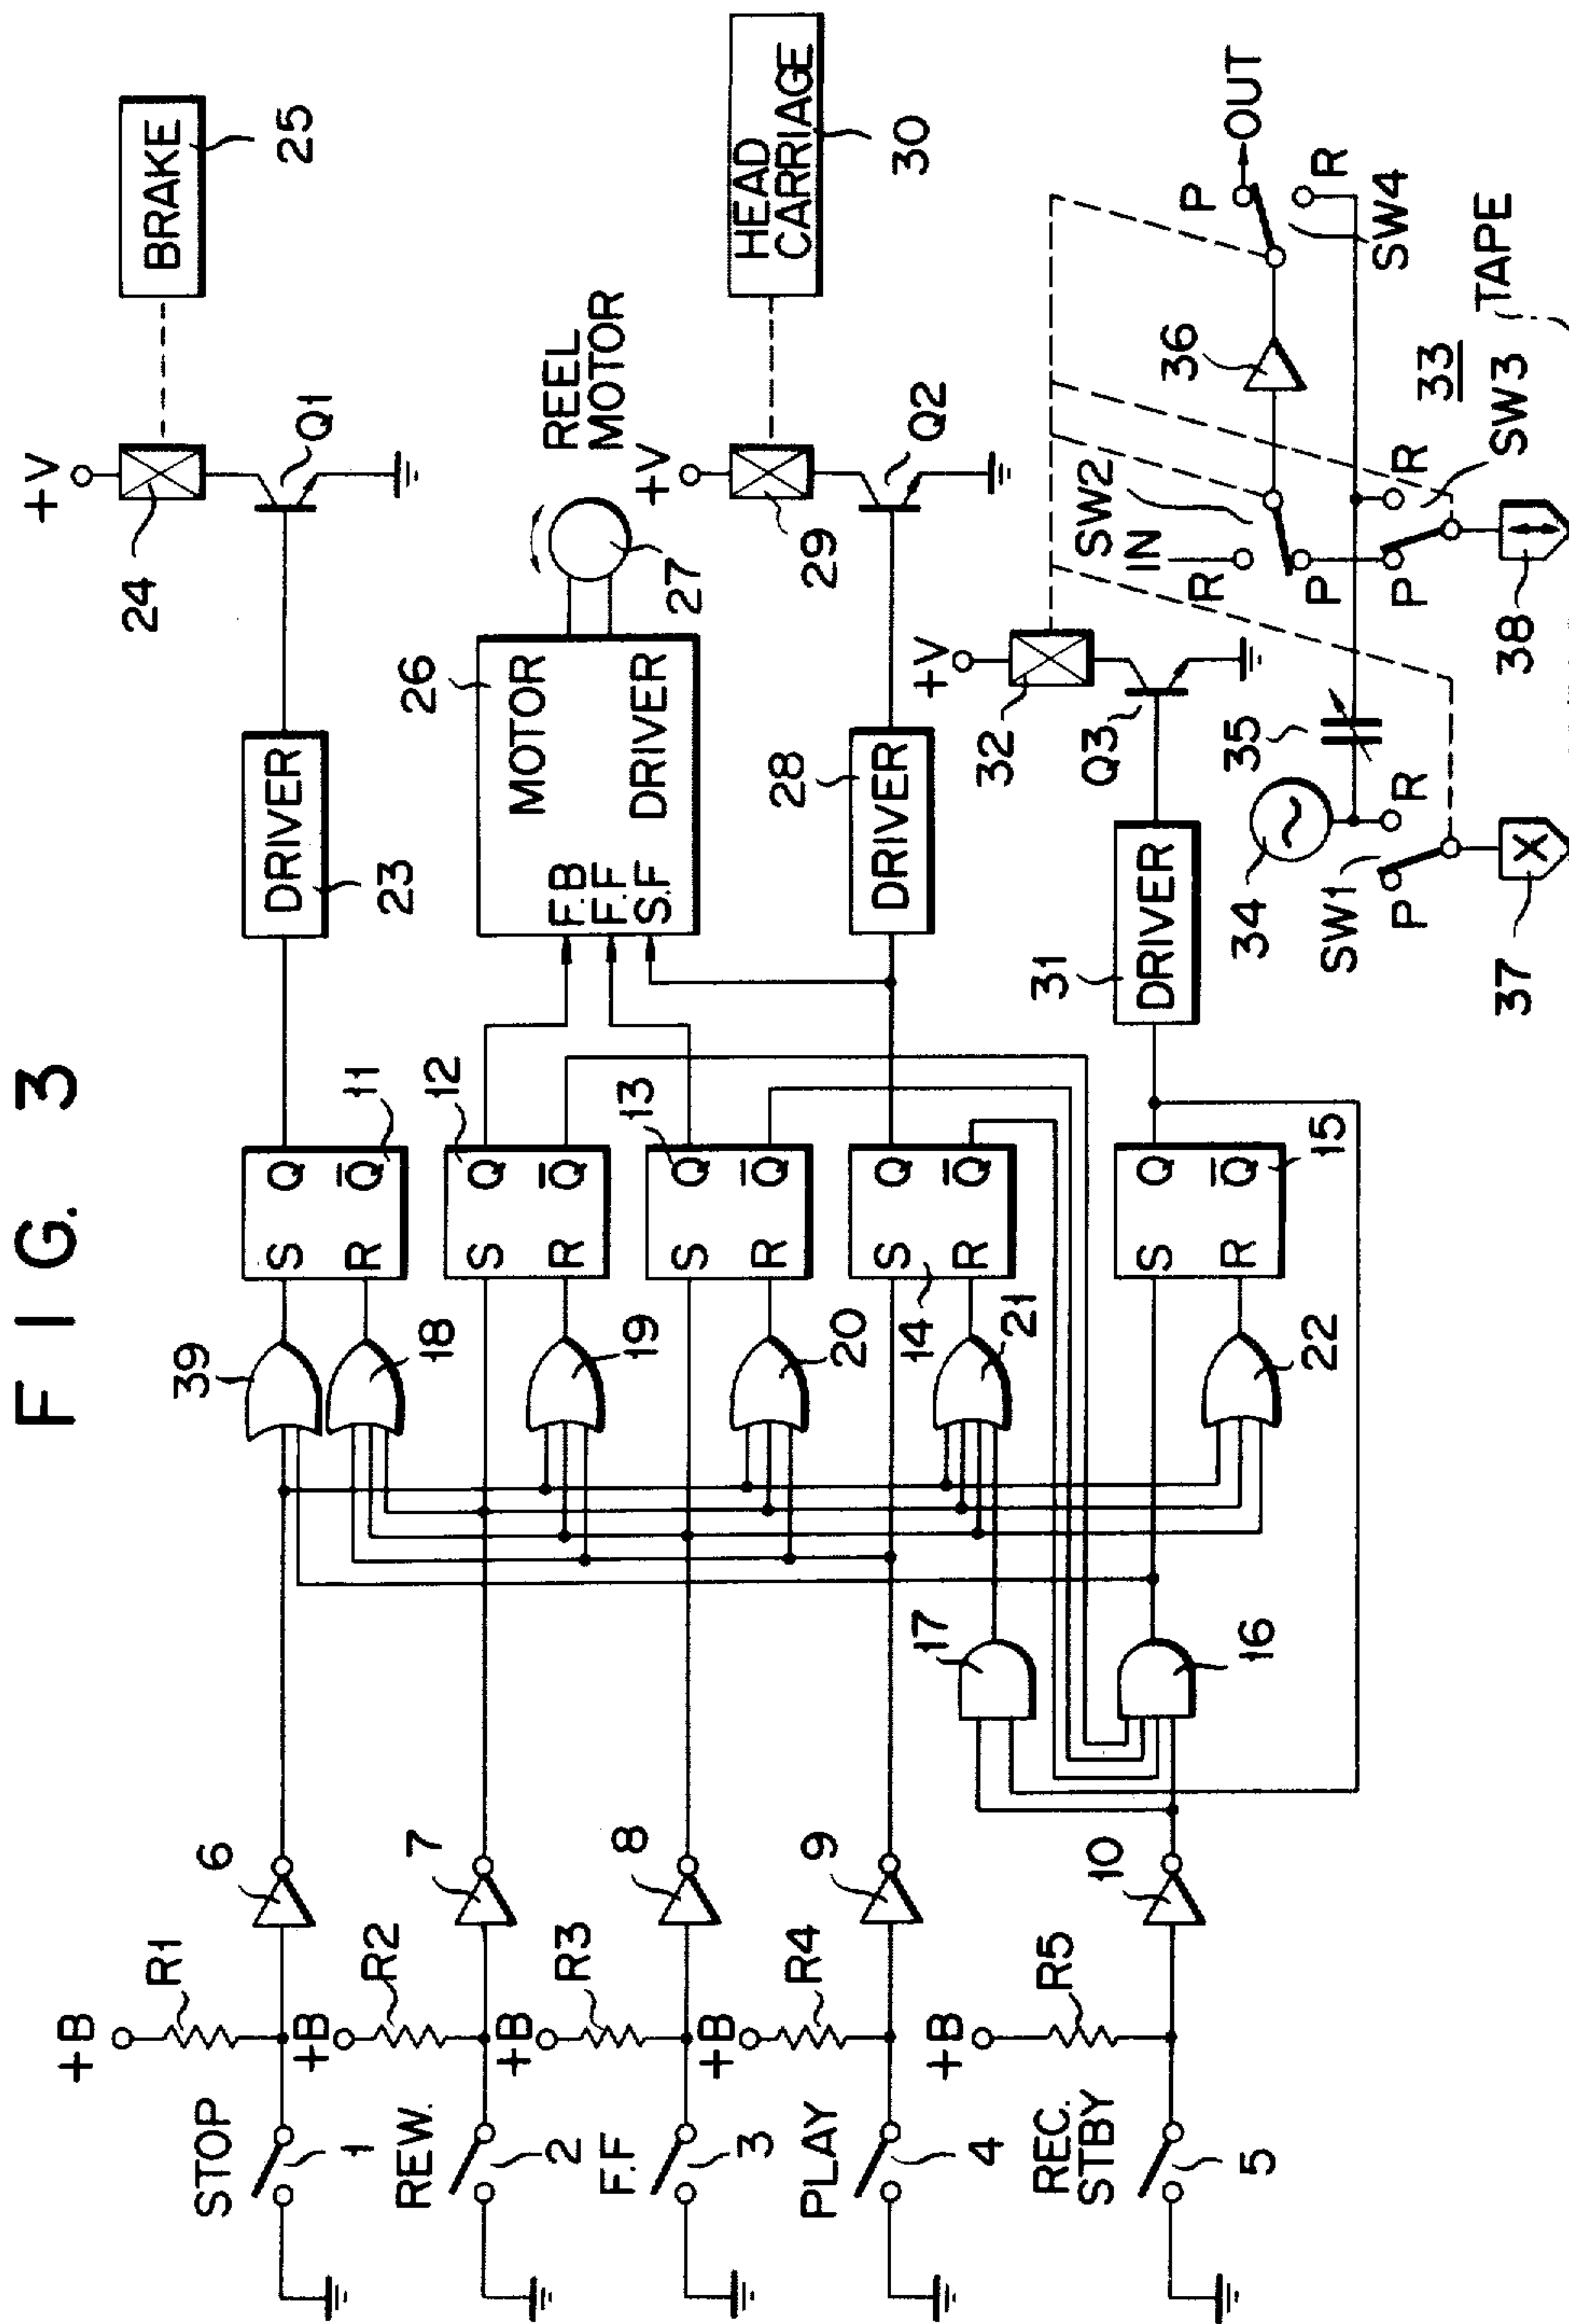 FIG. 3
STOP
1
+B
R1
6
39
18
S
Q
R
Q̅
11
DRIVER
23
+V
24
Q1
BRAKE
25
REW.
2
+B
R2
7
19
S
Q
R
Q̅
12
F.F
3
+B
R3
8
20
S
Q
R
Q̅
13
F.B
F.F
S.F
MOTOR
DRIVER
26
27
REEL
MOTOR
PLAY
4
+B
R4
9
17
21
14
S
Q
R
Q̅
DRIVER
28
+V
29
Q2
HEAD
CARRIAGE
30
REC.
STBY
5
+B
R5
10
16
22
S
Q
R
Q̅
15
DRIVER
31
+V
32
Q3
34
35
SW1
P
R
X
37
SW2
IN
R
P
36
P
OUT
R
SW4
33
P
R
SW3
38
TAPE